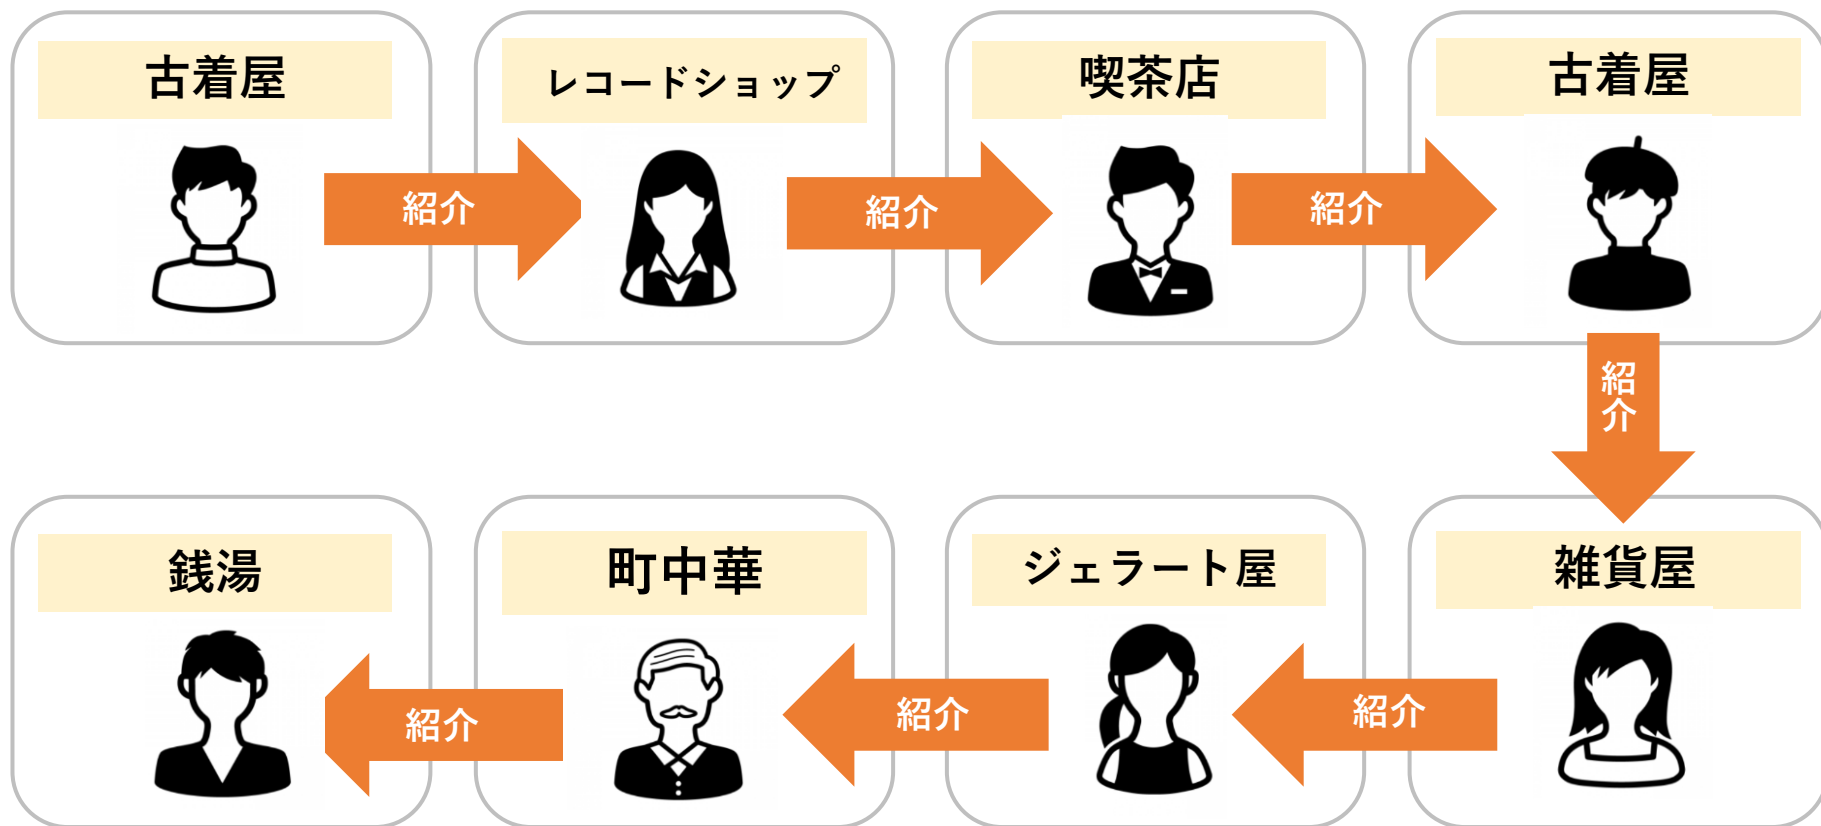 古着屋
紹介
レコードショップ
紹介
喫茶店
紹介
古着屋
紹介
雑貨屋
紹介
ジェラート屋
紹介
町中華
紹介
銭湯